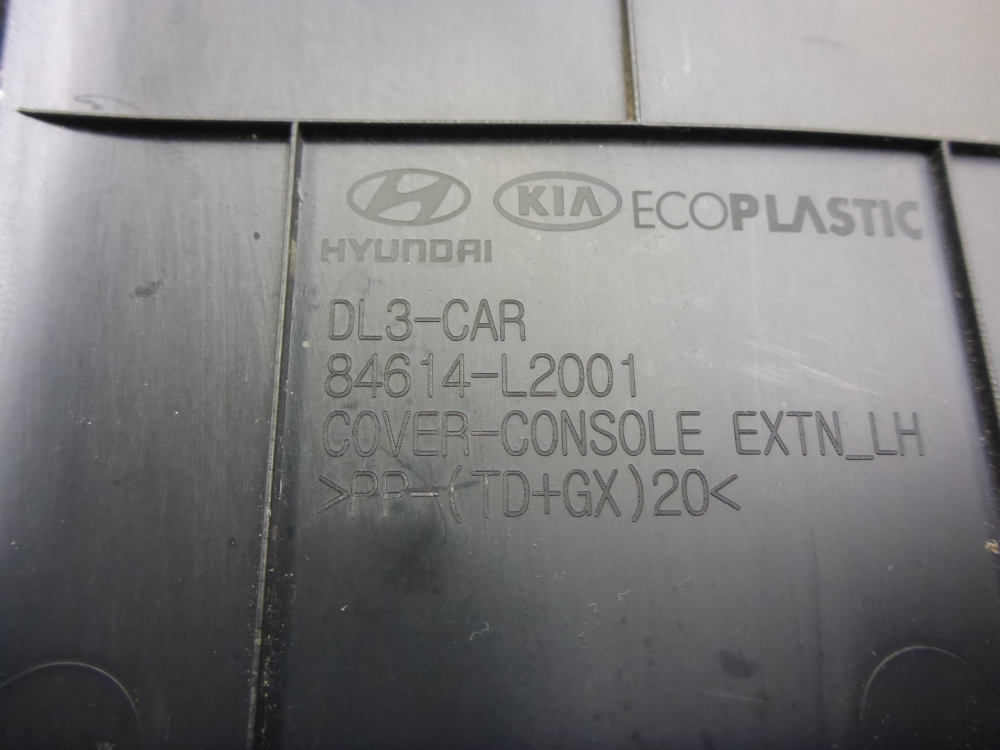 KIA ECOPLASTIC
HYUNDAI
DL3-CAR
84614-L2001
COVER-CONSOLE EXTN_LH
>PP-(TD+GX)20<